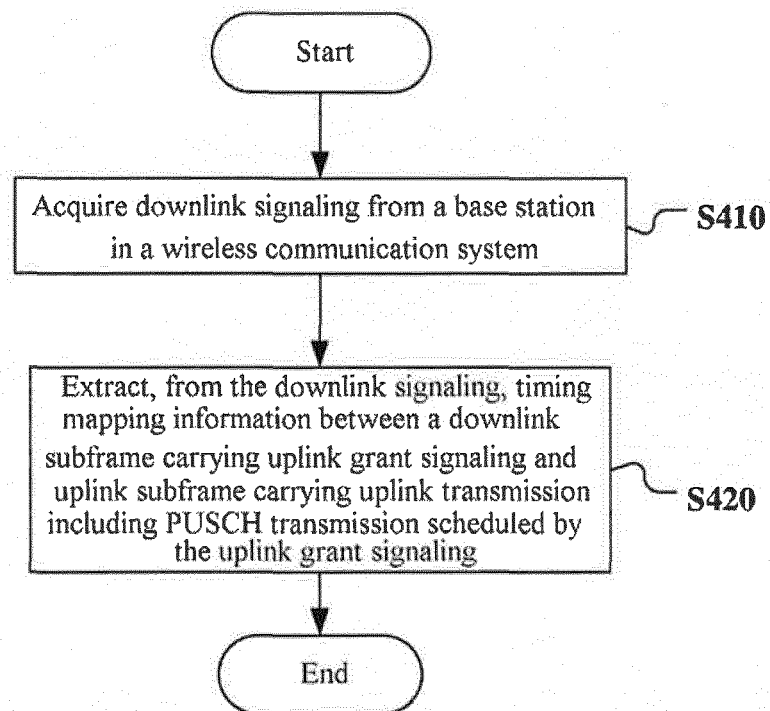 Start
Acquire downlink signaling from a base station
in a wireless communication system
S410
Extract, from the downlink signaling, timing
mapping information between a downlink
subframe carrying uplink grant signaling and
uplink subframe carrying uplink transmission
including PUSCH transmission scheduled by
the uplink grant signaling
S420
End